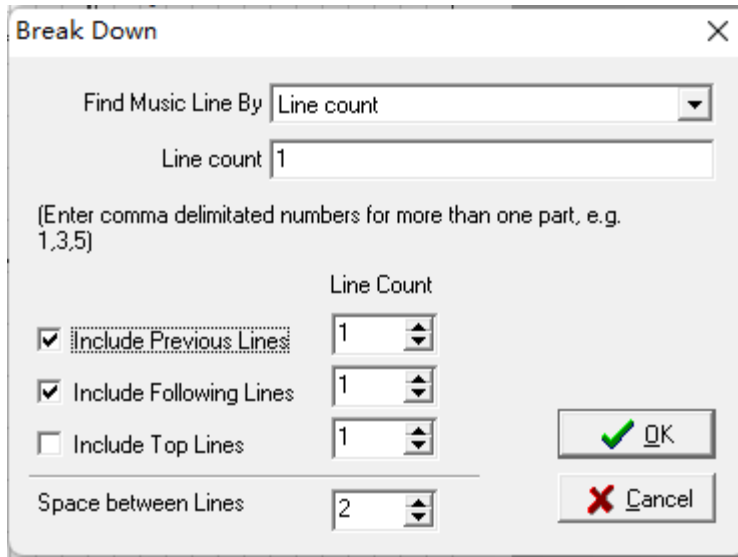 Break Down
Find Music Line By Line count
Line count 1
(Enter comma delimitated numbers for more than one part, e.g.
1,3,5)
Line Count
Include Previous Lines 1
Include Following Lines 1
Include Top Lines 1
OK
Space between Lines 2
Cancel